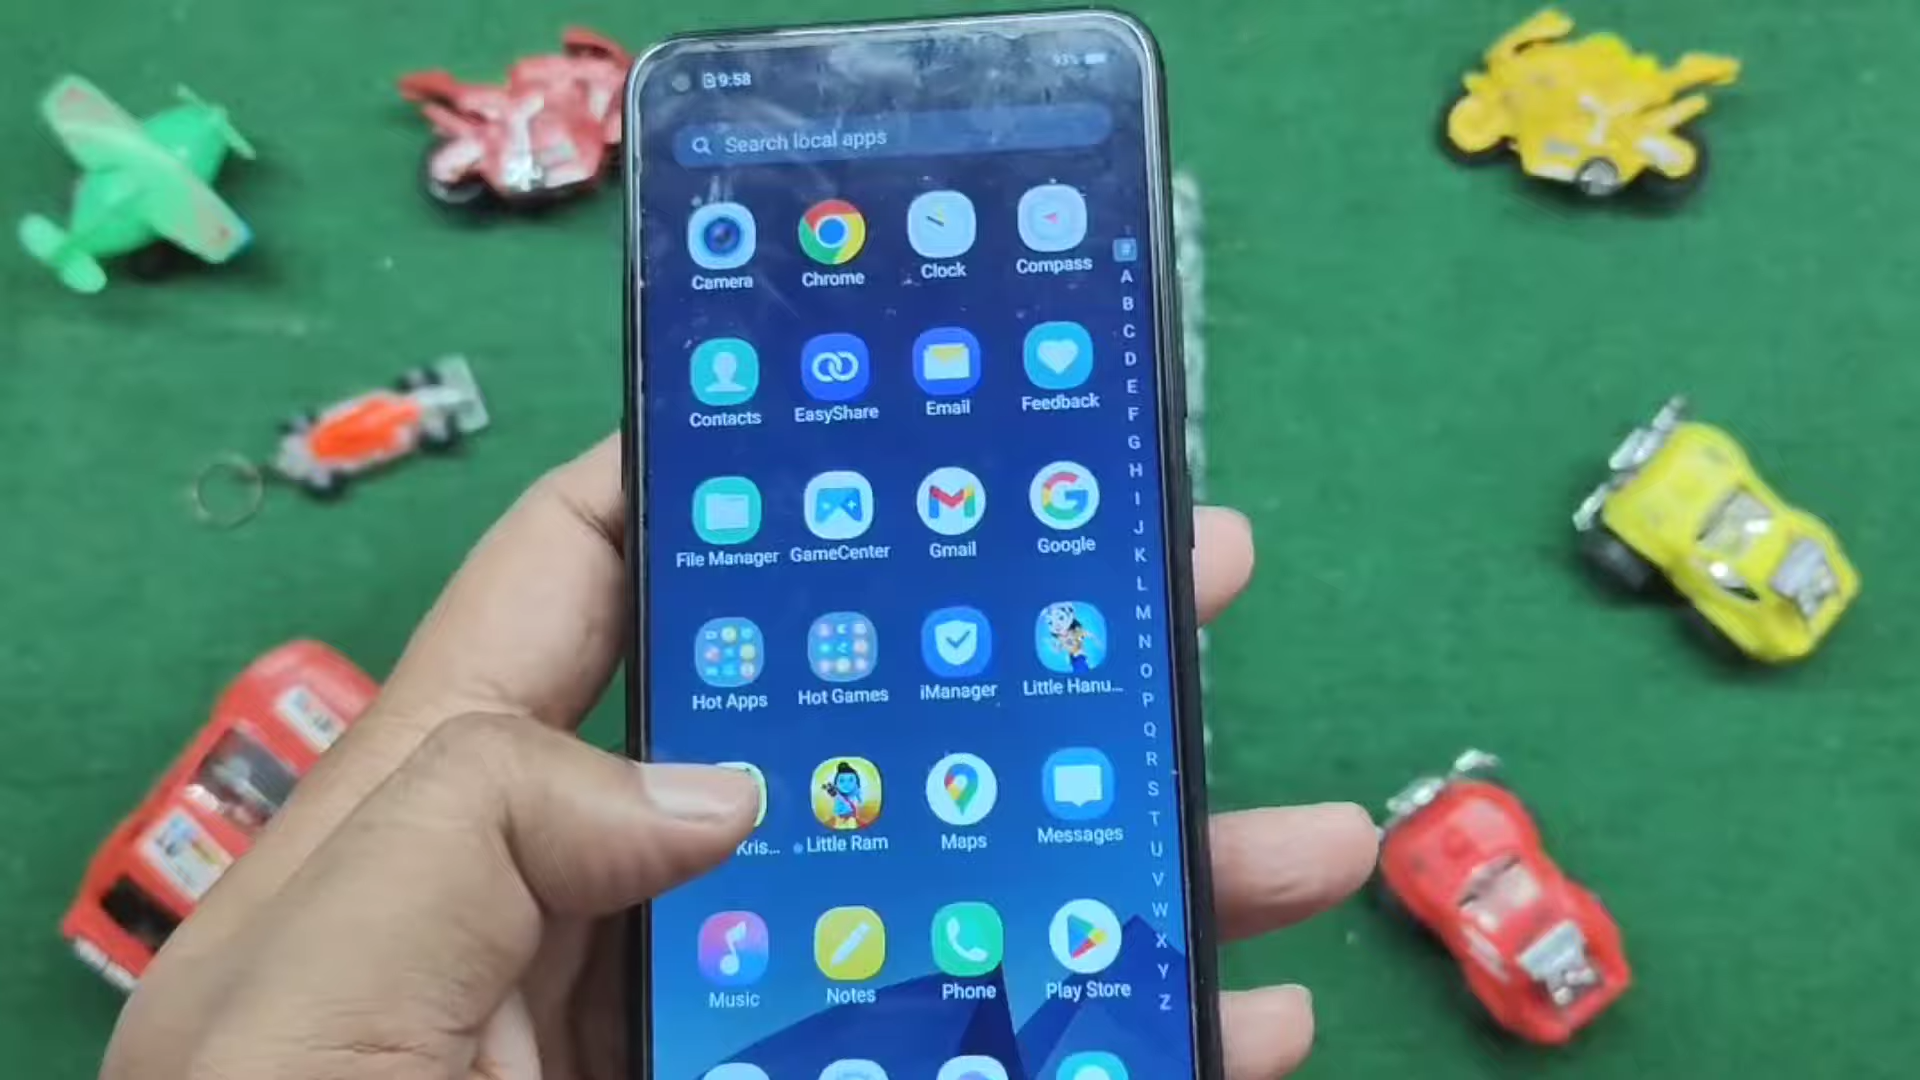 9:58
93%
Search local apps
Camera Chrome Clock Compass
Contacts EasyShare Email Feedback
File Manager GameCenter Gmail Google
Hot Apps Hot Games iManager Little Hanu...
Kris... Little Ram Maps Messages
Music Notes Phone Play Store
#
A
B
C
D
E
F
G
H
I
J
K
L
M
N
O
P
Q
R
S
T
U
V
W
X
Y
Z